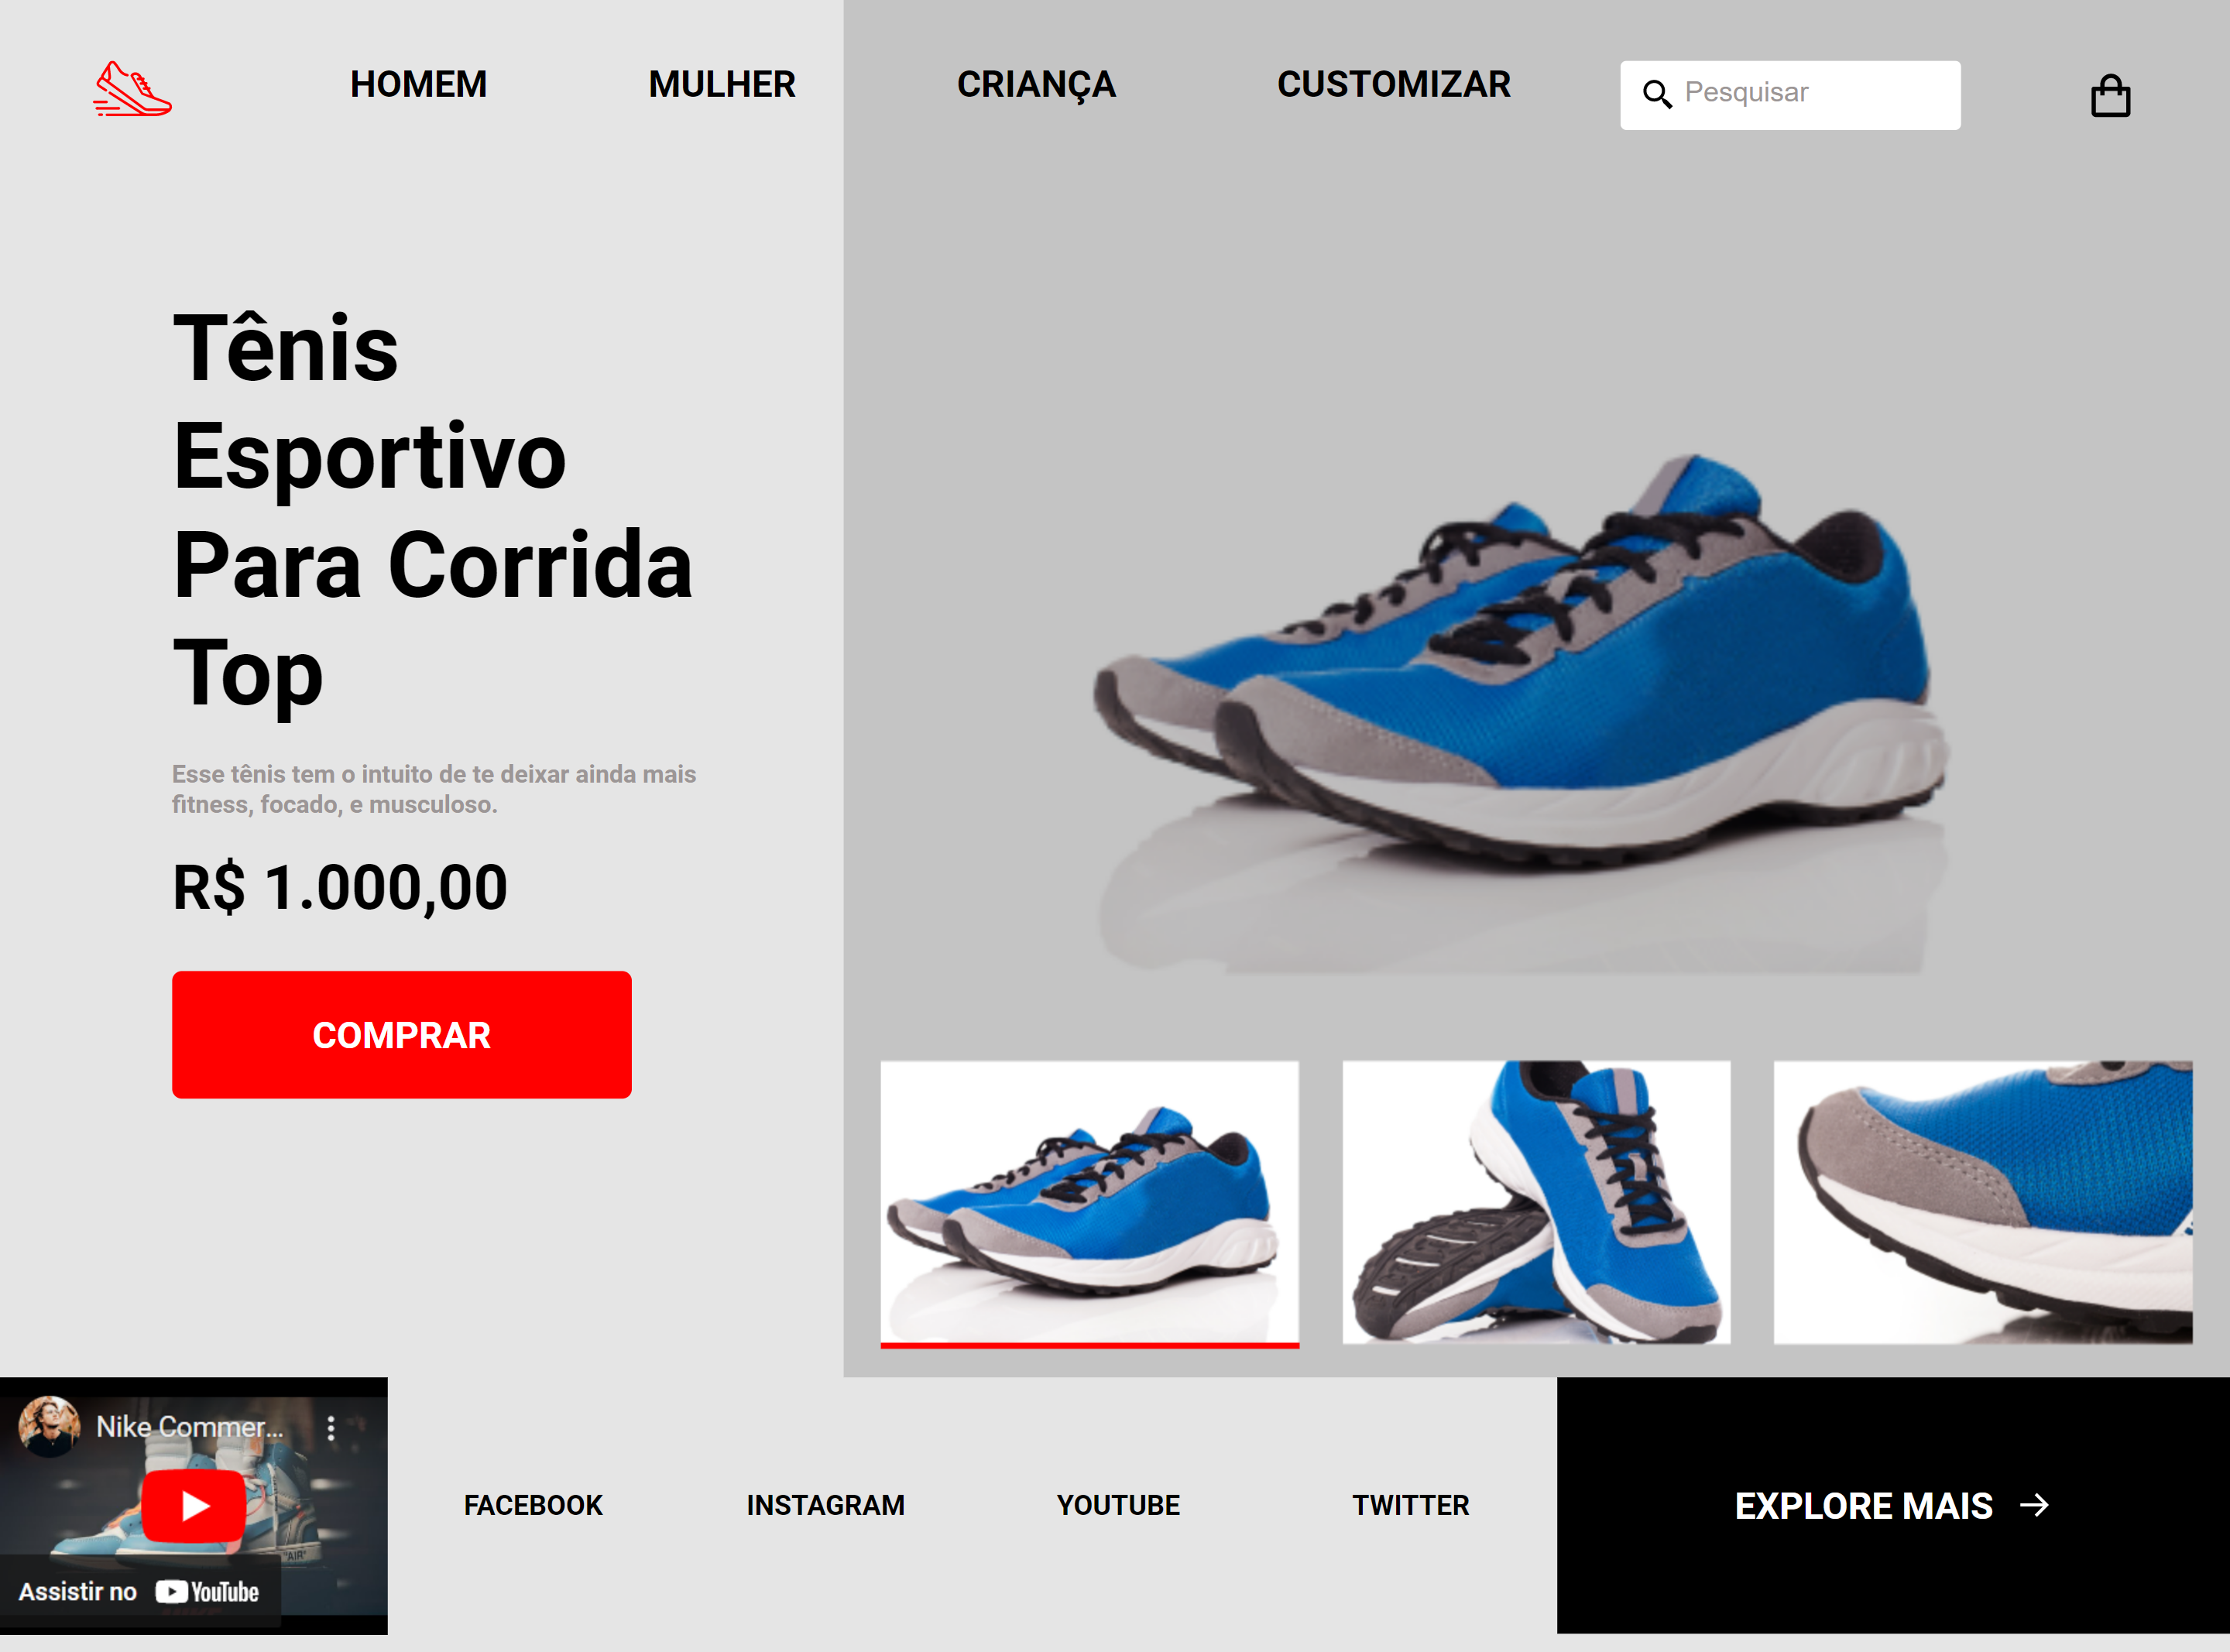 HOMEM
MULHER
CRIANÇA
CUSTOMIZAR
Pesquisar
Tênis
Esportivo
Para Corrida
Top
Esse tênis tem o intuito de te deixar ainda mais
fitness, focado, e musculoso.
R$ 1.000,00
COMPRAR
Nike Commer...
"AIR"
Assistir no YouTube
FACEBOOK
INSTAGRAM
YOUTUBE
TWITTER
EXPLORE MAIS